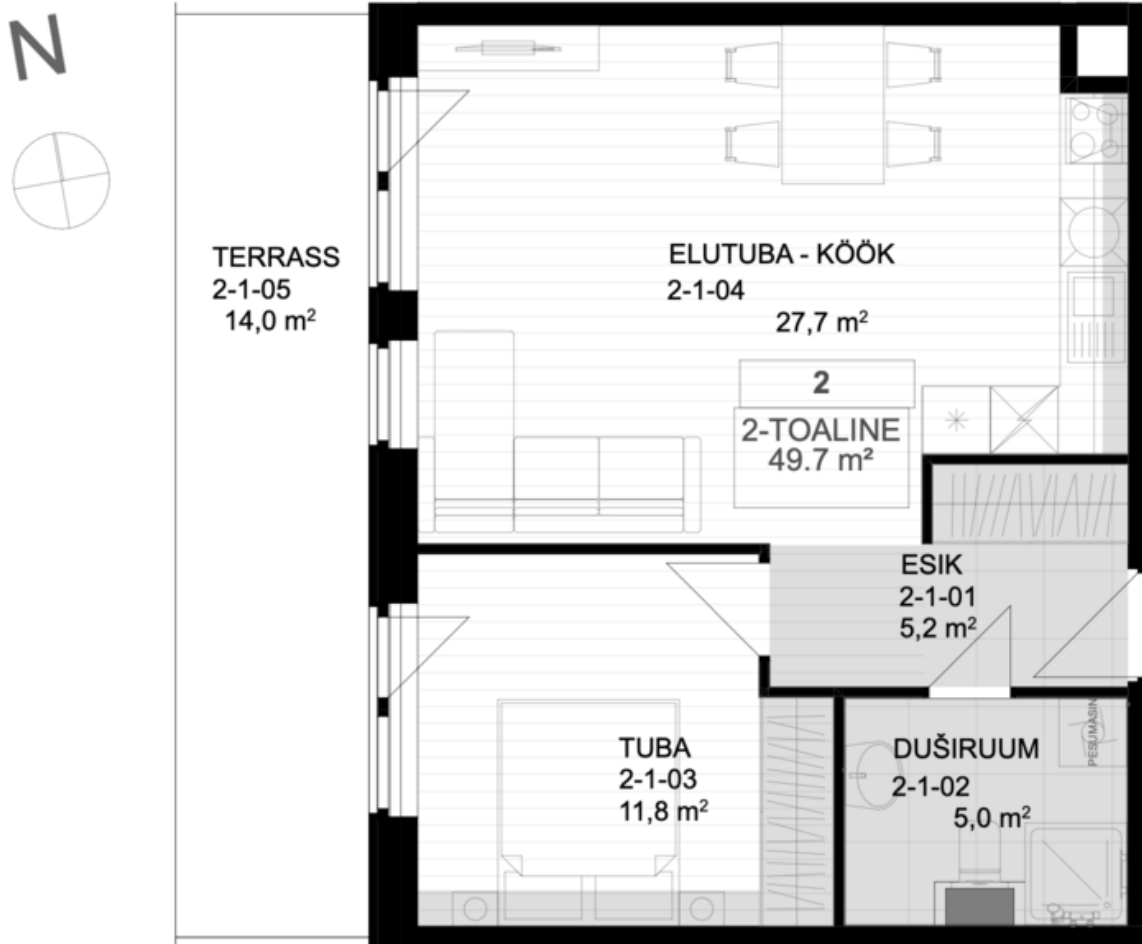 N
TERRASS
2-1-05
14,0 m²
ELUTUBA - KÖÖK
2-1-04
27,7 m²
2
2-TOALINE
49.7 m²
ESIK
2-1-01
5,2 m²
TUBA
2-1-03
11,8 m²
DUŠIRUUM
2-1-02
5,0 m²
PESUMASIN